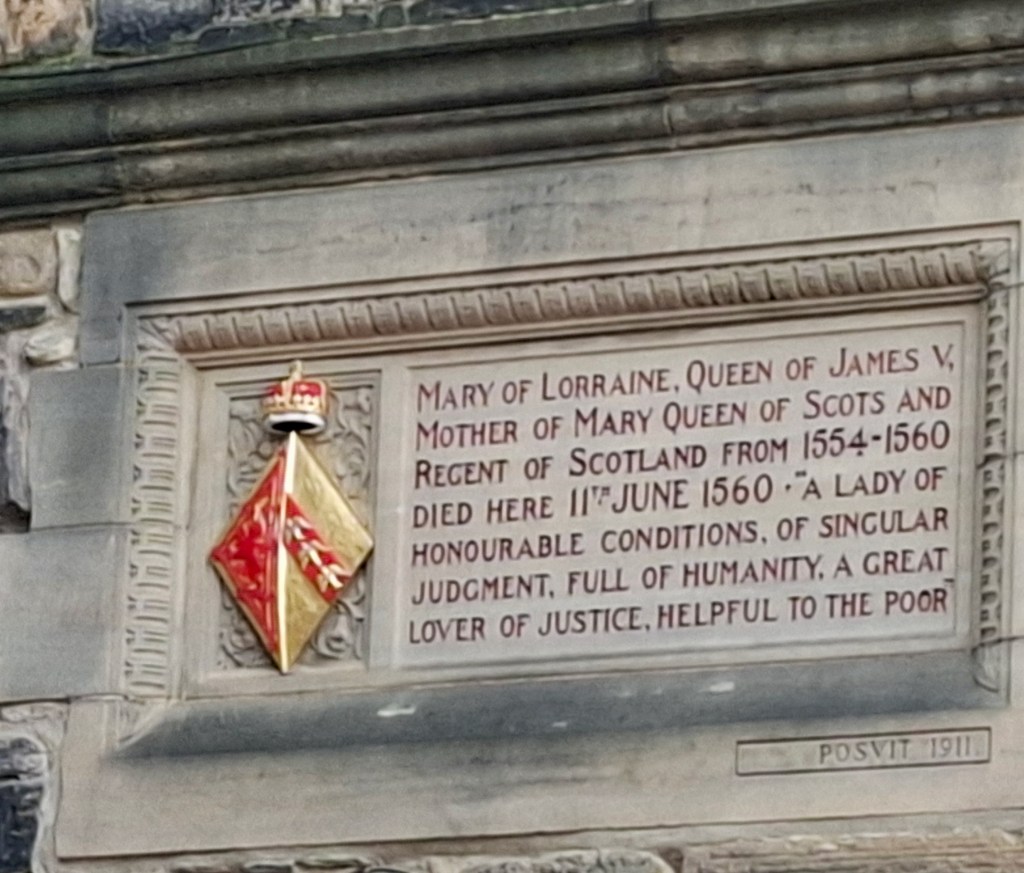 MARY OF LORRAINE, QUEEN OF JAMES V,
MOTHER OF MARY QUEEN OF SCOTS AND
REGENT OF SCOTLAND FROM 1554-1560
DIED HERE 11TH JUNE 1560 · "A LADY OF
HONOURABLE CONDITIONS, OF SINGULAR
JUDGMENT, FULL OF HUMANITY, A GREAT
LOVER OF JUSTICE, HELPFUL TO THE POOR"
POSVIT 1911.